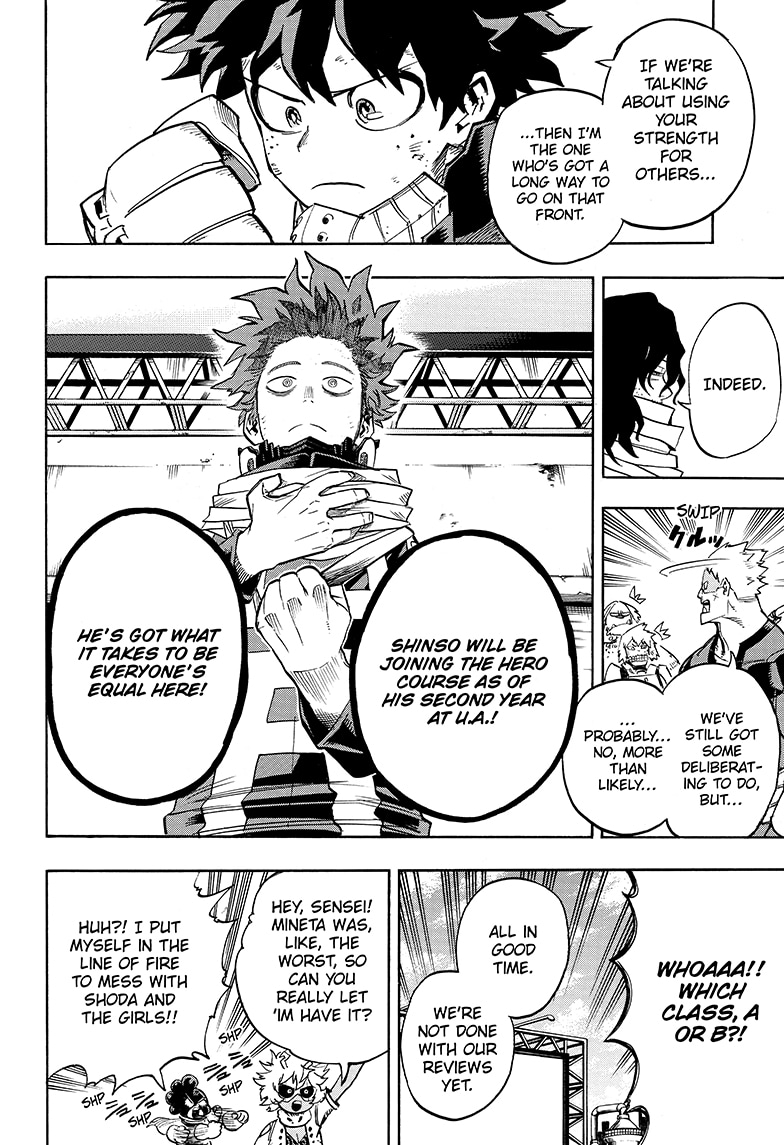 IF WE'RE
TALKING
ABOUT USING
YOUR
STRENGTH
FOR
OTHERS...
...THEN I'M
THE ONE
WHO'S GOT A
LONG WAY TO
GO ON THAT
FRONT.
INDEED.
SWIP
クルッ
WE'VE
STILL GOT
SOME
DELIBERAT-
ING TO DO,
BUT...
...
PROBABLY...
NO, MORE
THAN
LIKELY...
SHINSO WILL BE
JOINING THE HERO
COURSE AS OF
HIS SECOND YEAR
AT U.A.!
HE'S GOT WHAT
IT TAKES TO BE
EVERYONE'S
EQUAL HERE!
WHOAAA!!
WHICH
CLASS, A
OR B?!
ALL IN
GOOD
TIME.
WE'RE
NOT DONE
WITH OUR
REVIEWS
YET.
HEY, SENSEI!
MINETA WAS,
LIKE, THE
WORST, SO
CAN YOU
REALLY LET
'IM HAVE IT?
HUH?! I PUT
MYSELF IN THE
LINE OF FIRE
TO MESS WITH
SHODA AND
THE GIRLS!!
SHP
SHP
SHP
SHP
SHP